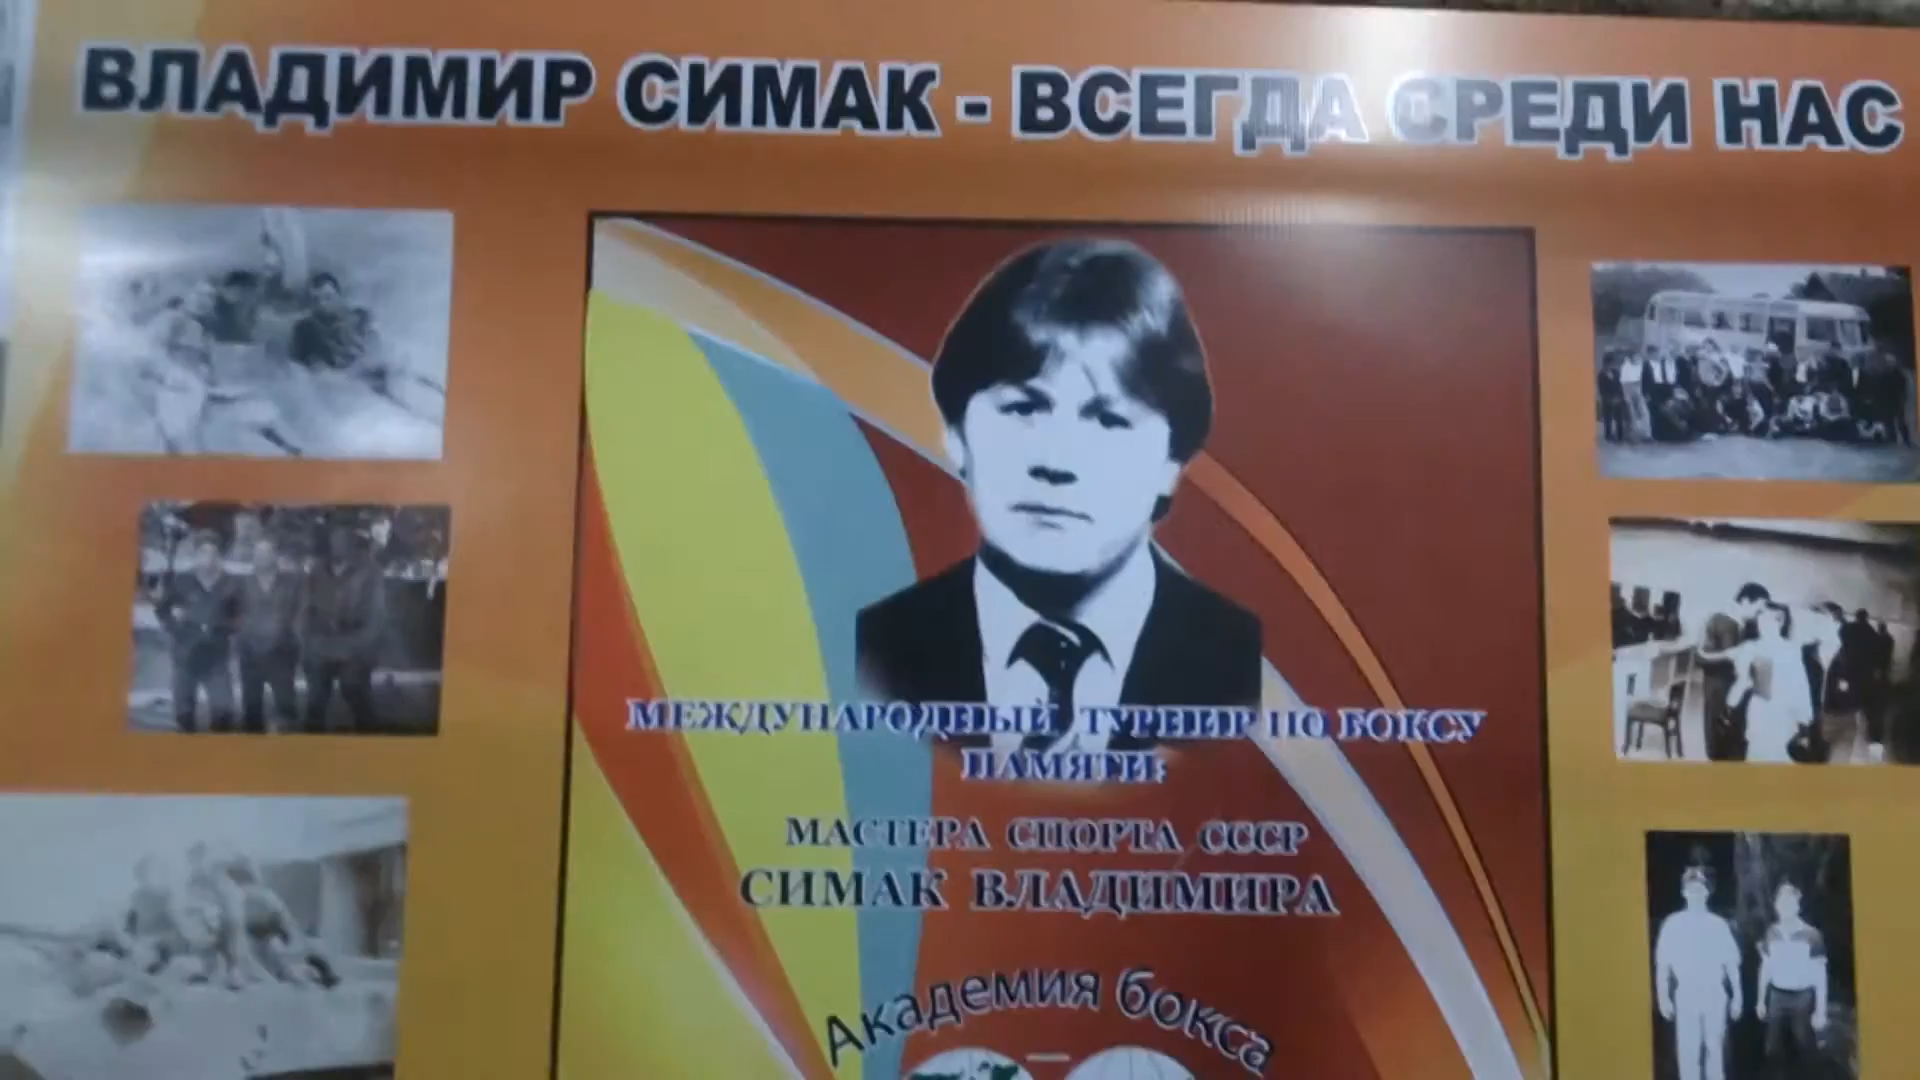 ВЛАДИМИР СИМАК - ВСЕГДА СРЕДИ НАС
МЕЖДУНАРОДНЫЙ ТУРНИР ПО БОКСУ
ПАМЯТИ:
МАСТЕРА СПОРТА СССР
СИМАК ВЛАДИМИРА
Академия бокса